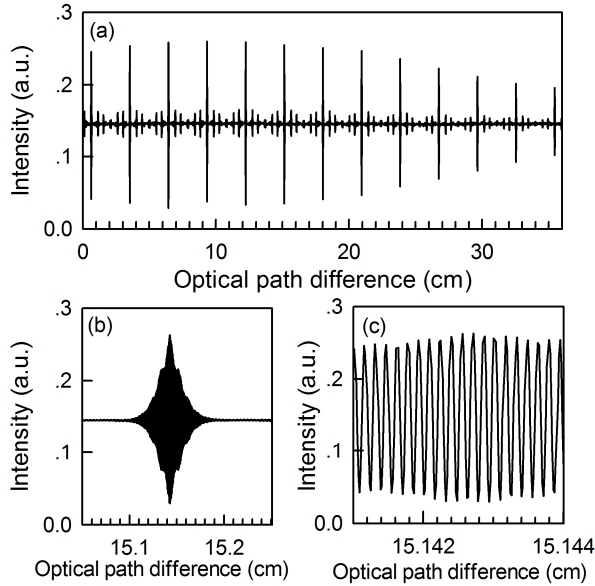 (a)
.3
.2
.1
0.0
Intensity (a.u.)
0
10
20
30
Optical path difference (cm)
(b)
.3
.2
.1
0.0
Intensity (a.u.)
15.1
15.2
Optical path difference (cm)
(c)
.3
.2
.1
0.0
Intensity (a.u.)
15.142
15.144
Optical path difference (cm)